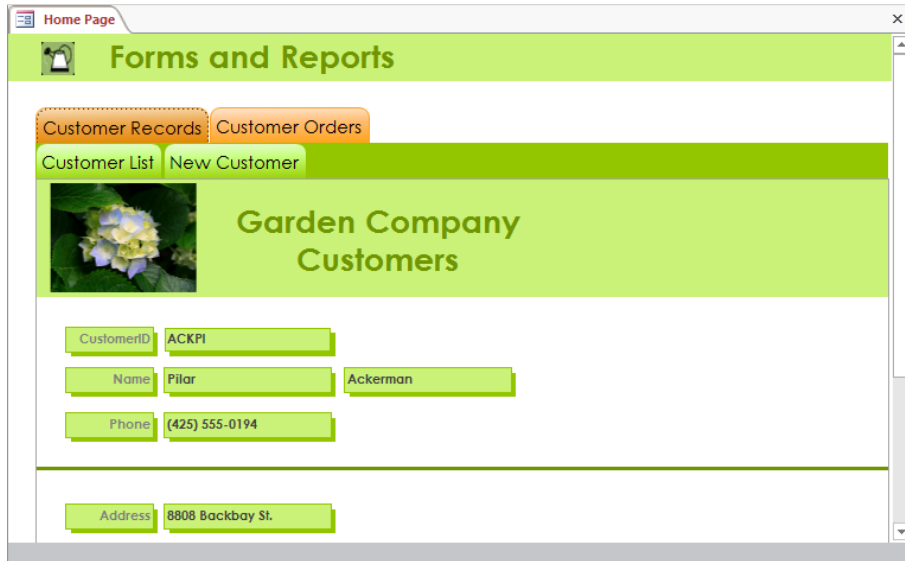 Home Page
Forms and Reports
Customer Records Customer Orders
Customer List New Customer
Garden Company
Customers
CustomerID ACKPI
Name Pilar Ackerman
Phone (425) 555-0194
Address 8808 Backbay St.